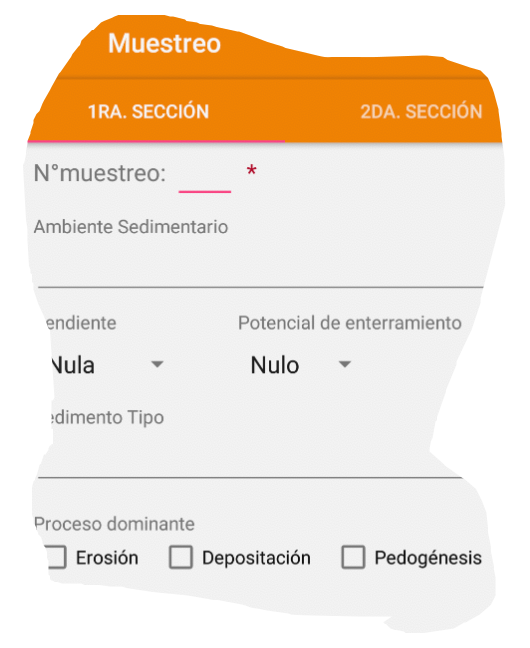 Muestreo
1RA. SECCIÓN 2DA. SECCIÓN
N°muestreo: ___ *
Ambiente Sedimentario
endiente Potencial de enterramiento
Nula Nulo
edimento Tipo
Proceso dominante
Erosión Depositación Pedogénesis